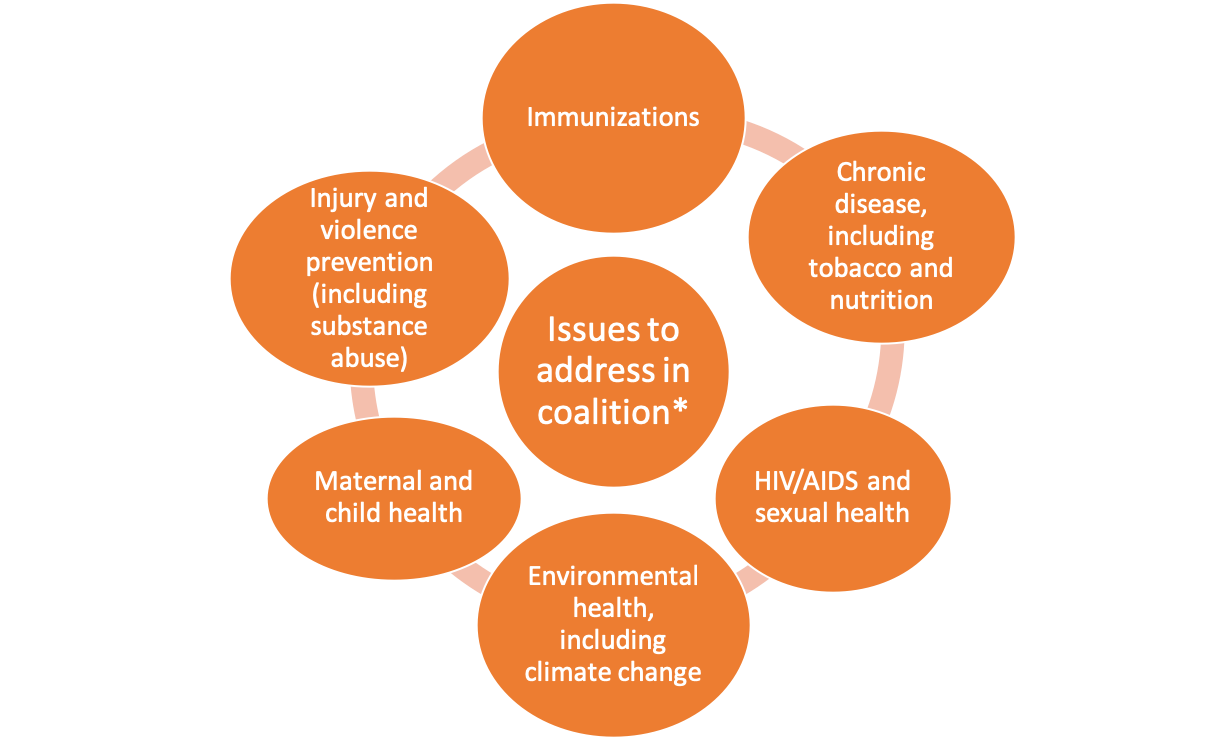 Immunizations
Chronic
disease,
including
tobacco and
nutrition
HIV/AIDS and
sexual health
Environmental
health,
including
climate change
Maternal and
child health
Injury and
violence
prevention
(including
substance
abuse)
Issues to
address in
coalition*